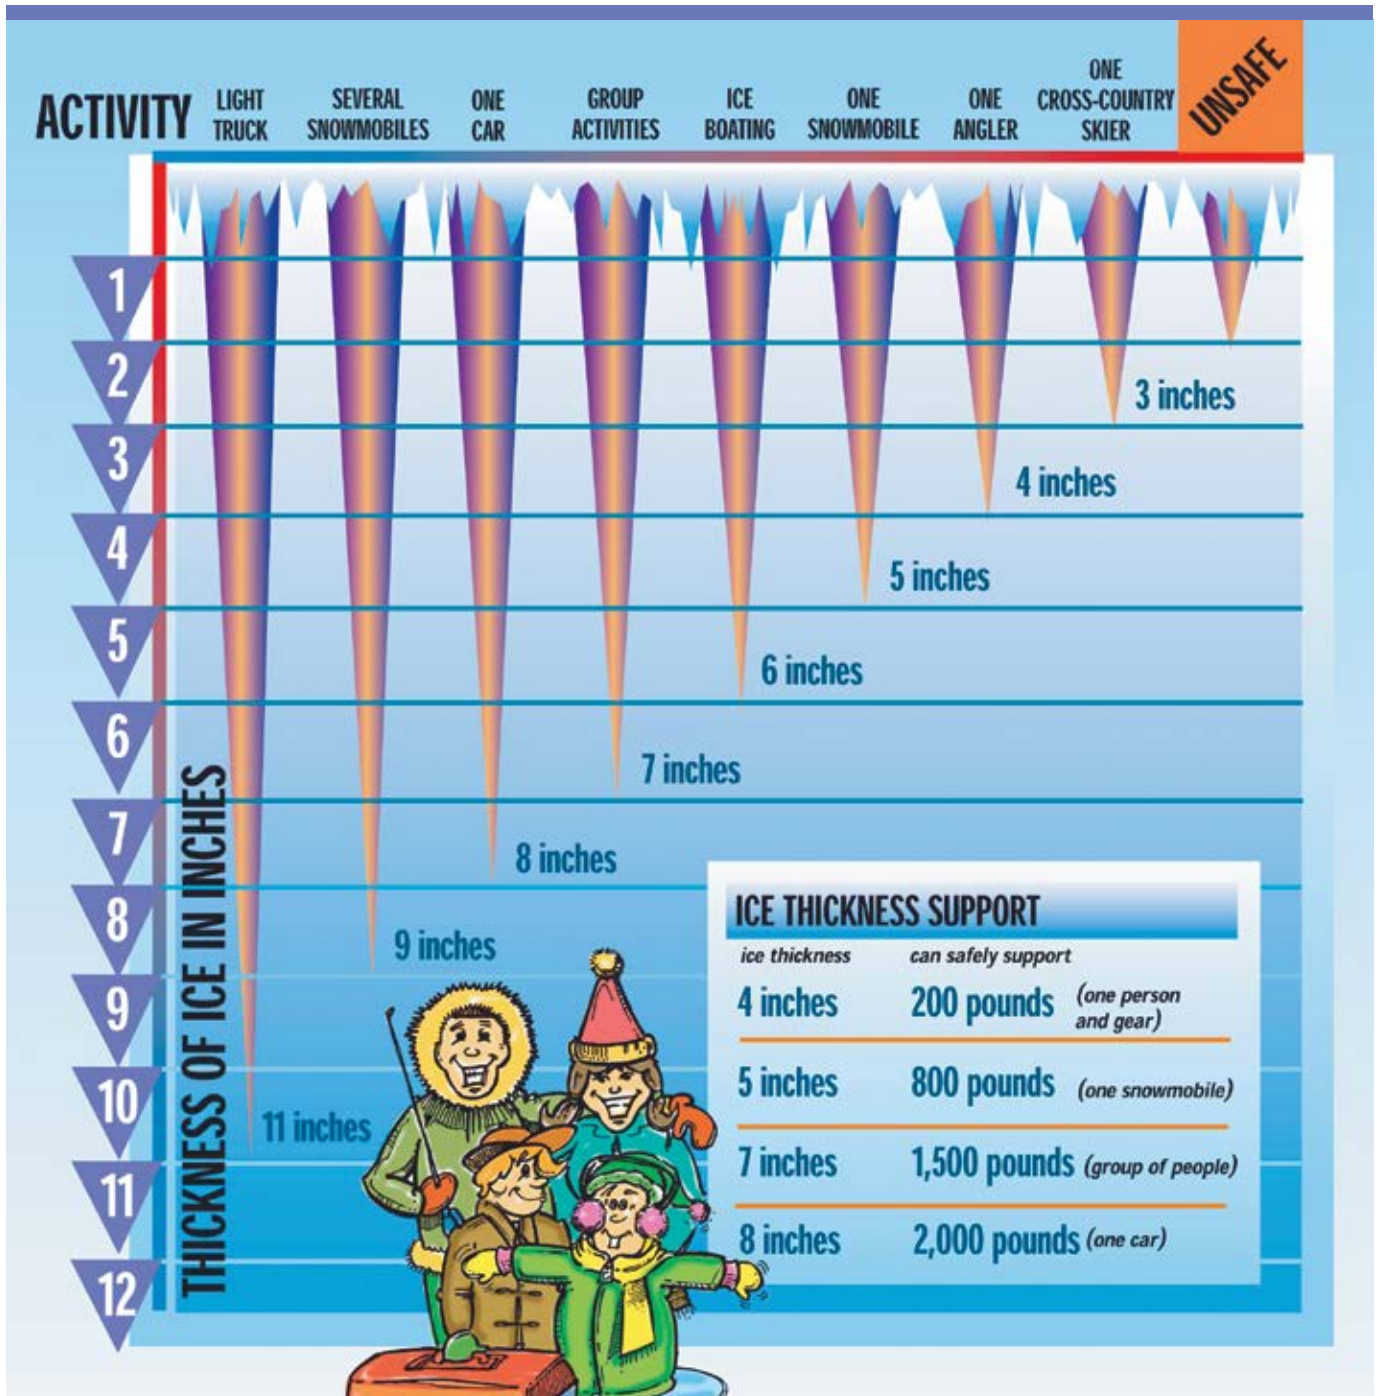 ACTIVITY
LIGHT
TRUCK
SEVERAL
SNOWMOBILES
ONE
CAR
GROUP
ACTIVITIES
ICE
BOATING
ONE
SNOWMOBILE
ONE
ANGLER
ONE
CROSS-COUNTRY
SKIER
UNSAFE
1
2
3 inches
3
4 inches
4
5 inches
5
6 inches
6
7 inches
7
8 inches
8
9 inches
9
10
11 inches
11
12
THICKNESS OF ICE IN INCHES
ICE THICKNESS SUPPORT
ice thickness can safely support
4 inches 200 pounds (one person
and gear)
5 inches 800 pounds (one snowmobile)
7 inches 1,500 pounds (group of people)
8 inches 2,000 pounds (one car)